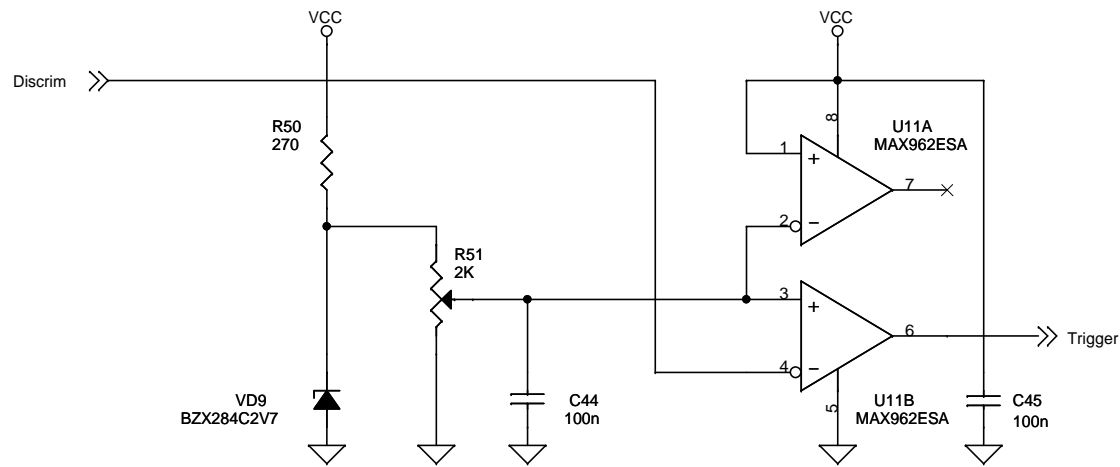 VCC
VCC
Discrim
R50
270
8
U11A
MAX962ESA
1
+
7
2
−
R51
2K
3
+
6
Trigger
4
−
VD9
BZX284C2V7
C44
100n
5
U11B
MAX962ESA
C45
100n